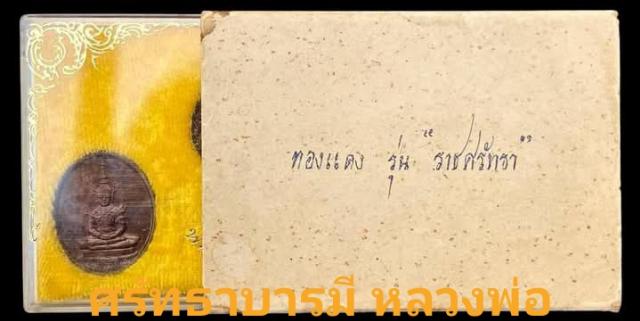 ทองแดง รุ่น "ราชศรัทธา"
ศรัทธาบารมี หลวงพ่อ